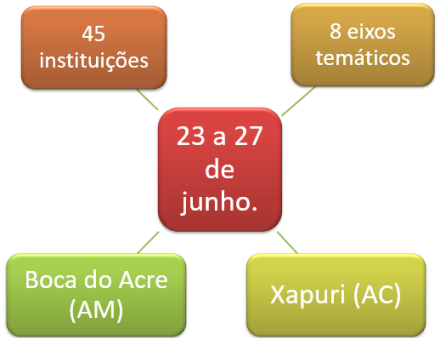 45
instituições
8 eixos
temáticos
23 a 27
de
junho.
Boca do Acre
(AM)
Xapuri (AC)